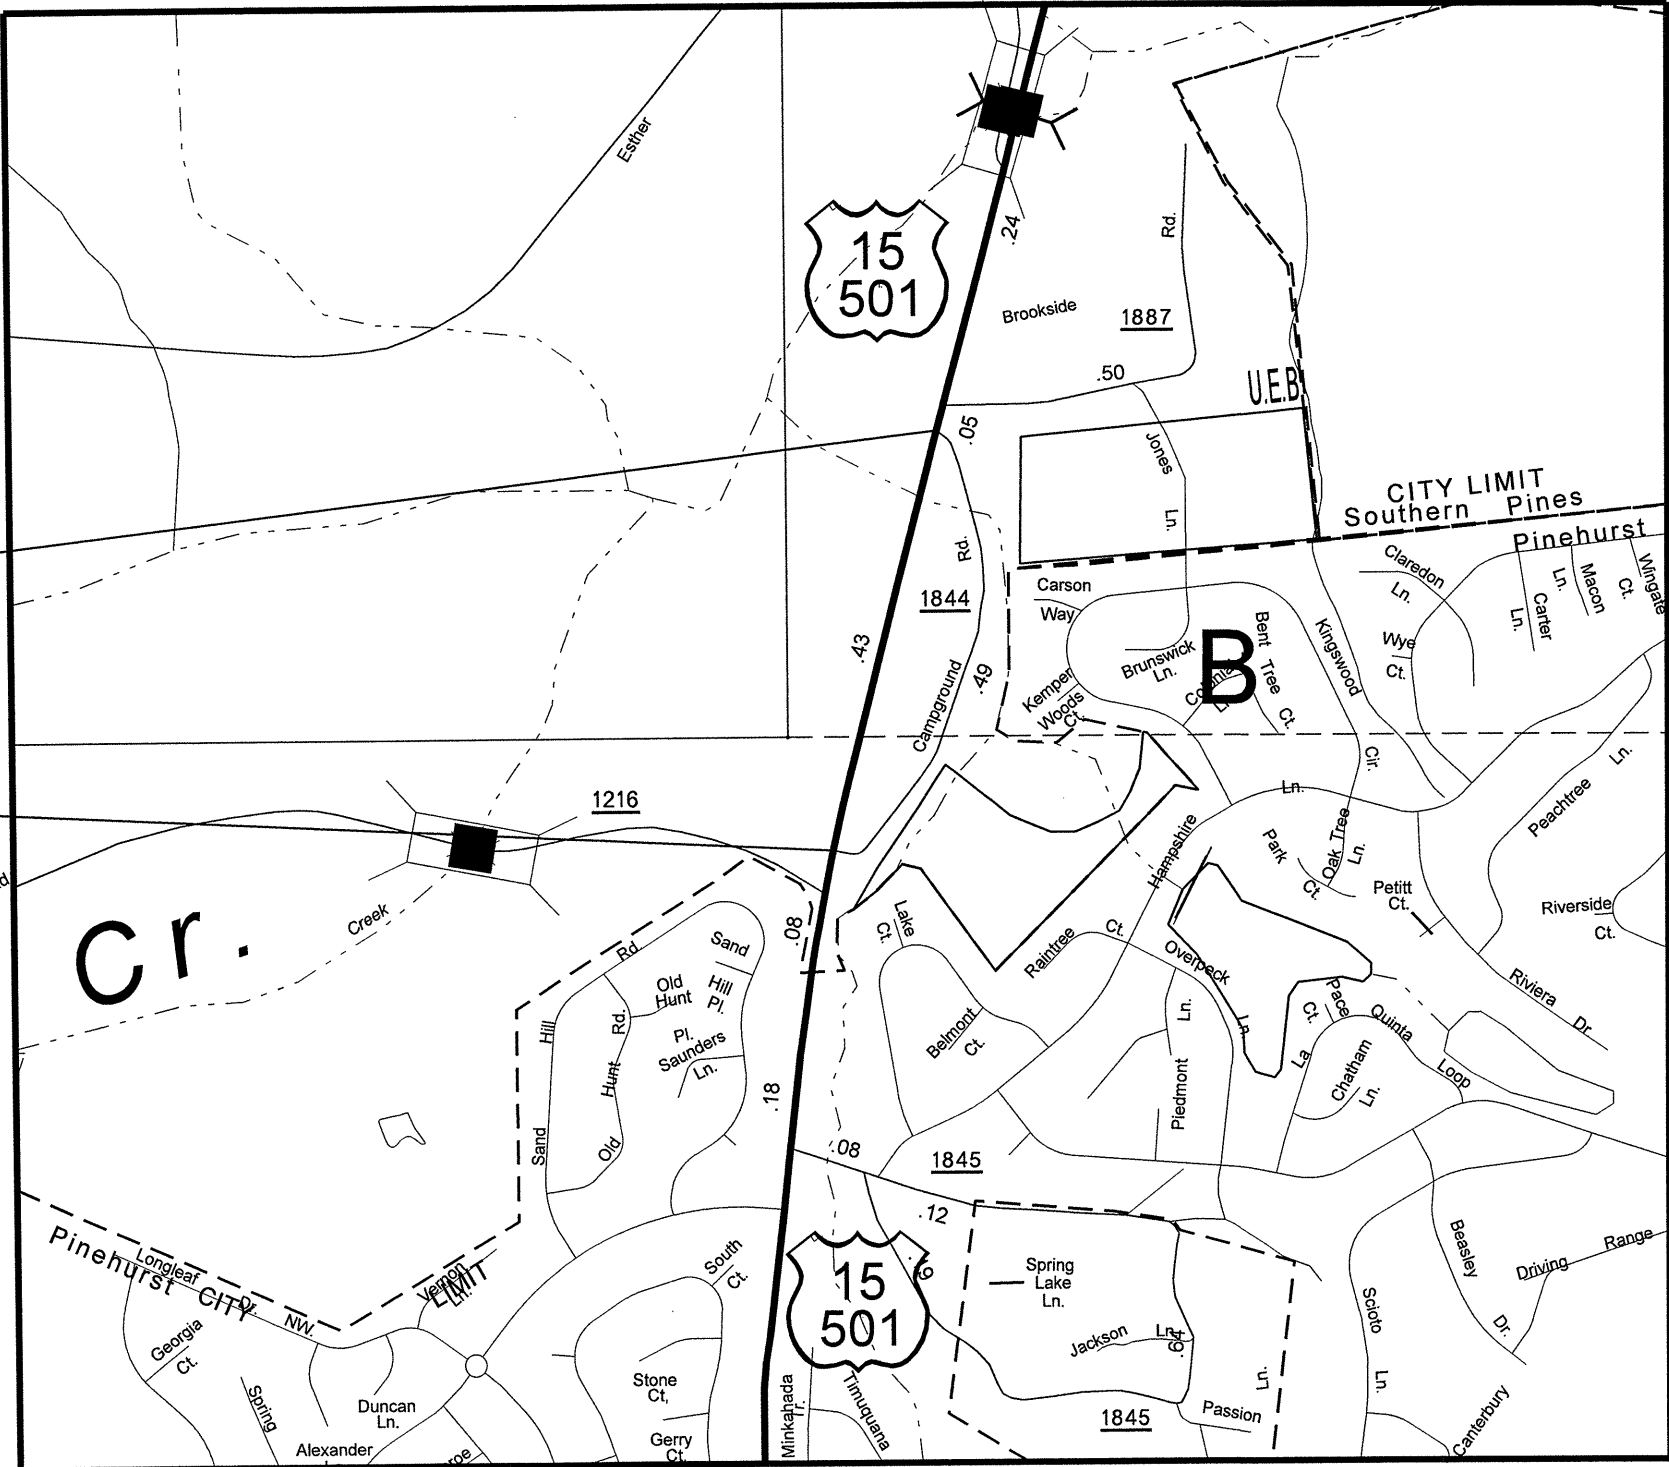 Esther
15
501
.24
Rd.
Brookside
1887
.50
U.E.B
.05
Jones
Ln.
CITY LIMIT
Southern Pines
Pinehurst
Rd.
1844
Carson
Way
.43
.49
Campground
Kemper
Woods
Ct.
Brunswick
Ln.
Colonial
Ln.
B
Bent Tree Ct.
Kingswood
Cir.
Claredon
Ln.
Wye
Ct.
Carter
Ln.
Macon
Ln.
Wingate
Ct.
1216
Ln.
Hampshire
Park
Ct.
Oak Tree
Ln.
Peachtree
Ln.
Petitt
Ct.
Riverside
Ct.
Cr.
Creek
.08
Lake
Ct.
Raintree
Ct.
Overpeck
Ln.
Sand
Hill
Pl.
Rd.
Old
Hunt
Pl.
Saunders
Ln.
Sand
Hill
Old
Hunt
Rd.
Belmont
Ct.
Piedmont
Ln.
Pace
Ct.
La
Quinta
Loop
Chatham
Ln.
Riviera
Dr.
.18
.08
1845
.12
.19
15
501
Pinehurst CITY
LIMIT
Longleaf
Dr.
NW.
Vernon
Ln.
Georgia
Ct.
Spring
Duncan
Ln.
Alexander
South
Ct.
Stone
Ct,
Gerry
Ct.
Minkahada
Tr.
Timuquana
Spring
Lake
Ln.
Jackson
Ln.
.64
1845
Passion
Ln.
Scioto
Ln.
Beasley
Dr.
Driving
Range
Canterbury